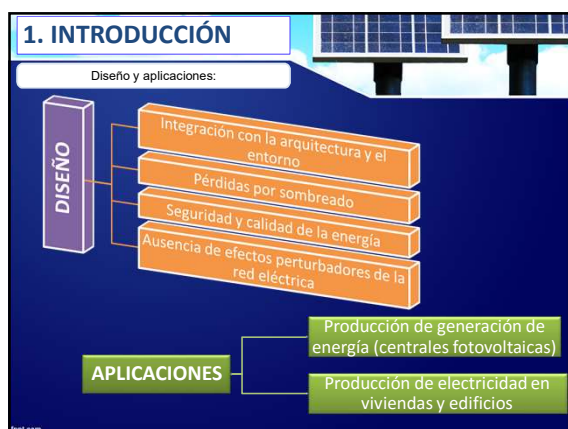 1. INTRODUCCIÓN
Diseño y aplicaciones:
DISEÑO
Integración con la arquitectura y el
entorno
Pérdidas por sombreado
Seguridad y calidad de la energía
Ausencia de efectos perturbadores de la
red eléctrica
APLICACIONES
Producción de generación de
energía (centrales fotovoltaicas)
Producción de electricidad en
viviendas y edificios